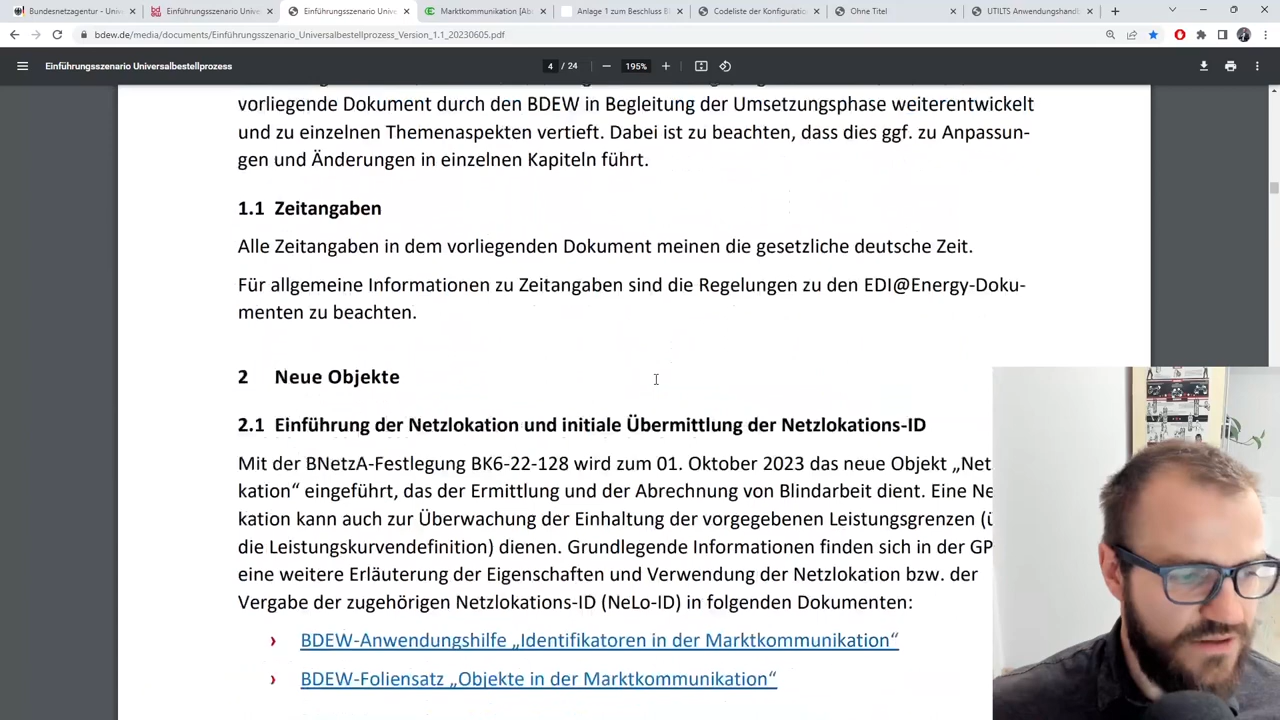 Bundesnetzagentur - Univ
Einführungsszenario Universalb
Einführungsszenario Universalbe
Marktkommunikation [Ab
Anlage 1 zum Beschluss B
Codeliste der Konfiguratio
Ohne Titel
UTILTS Anwendungshandb
bdew.de/media/documents/Einführungsszenario_Universalbestellprozess_Version_1.1_20230605.pdf
Einführungsszenario Universalbestellprozess
4 / 24
195%
vorliegende Dokument durch den BDEW in Begleitung der Umsetzungsphase weiterentwickelt
und zu einzelnen Themenaspekten vertieft. Dabei ist zu beachten, dass dies ggf. zu Anpassun-
gen und Änderungen in einzelnen Kapiteln führt.
1.1 Zeitangaben
Alle Zeitangaben in dem vorliegenden Dokument meinen die gesetzliche deutsche Zeit.
Für allgemeine Informationen zu Zeitangaben sind die Regelungen zu den EDI@Energy-Doku-
menten zu beachten.
2 Neue Objekte
2.1 Einführung der Netzlokation und initiale Übermittlung der Netzlokations-ID
Mit der BNetzA-Festlegung BK6-22-128 wird zum 01. Oktober 2023 das neue Objekt „Net
kation“ eingeführt, das der Ermittlung und der Abrechnung von Blindarbeit dient. Eine Ne
kation kann auch zur Überwachung der Einhaltung der vorgegebenen Leistungsgrenzen (ü
die Leistungskurvendefinition) dienen. Grundlegende Informationen finden sich in der GP
eine weitere Erläuterung der Eigenschaften und Verwendung der Netzlokation bzw. der
Vergabe der zugehörigen Netzlokations-ID (NeLo-ID) in folgenden Dokumenten:
› BDEW-Anwendungshilfe „Identifikatoren in der Marktkommunikation“
› BDEW-Foliensatz „Objekte in der Marktkommunikation“